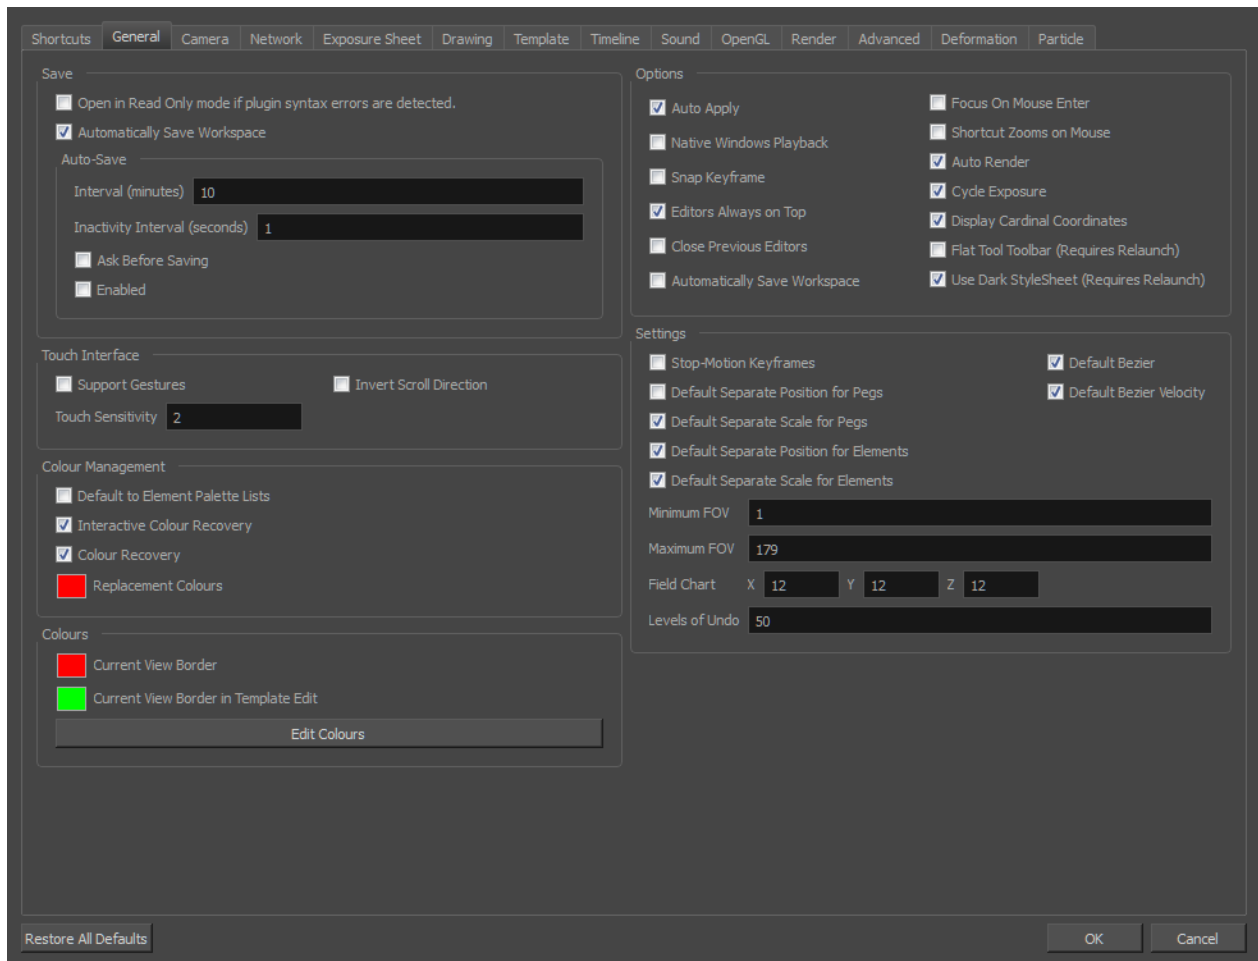 Shortcuts General Camera Network Exposure Sheet Drawing Template Timeline Sound OpenGL Render Advanced Deformation Particle
Save
Open in Read Only mode if plugin syntax errors are detected.
Automatically Save Workspace
Auto-Save
Interval (minutes) 10
Inactivity Interval (seconds) 1
Ask Before Saving
Enabled
Touch Interface
Support Gestures Invert Scroll Direction
Touch Sensitivity 2
Colour Management
Default to Element Palette Lists
Interactive Colour Recovery
Colour Recovery
Replacement Colours
Colours
Current View Border
Current View Border in Template Edit
Edit Colours
Options
Auto Apply
Native Windows Playback
Snap Keyframe
Editors Always on Top
Close Previous Editors
Automatically Save Workspace
Focus On Mouse Enter
Shortcut Zooms on Mouse
Auto Render
Cycle Exposure
Display Cardinal Coordinates
Flat Tool Toolbar (Requires Relaunch)
Use Dark StyleSheet (Requires Relaunch)
Settings
Stop-Motion Keyframes Default Bezier
Default Separate Position for Pegs Default Bezier Velocity
Default Separate Scale for Pegs
Default Separate Position for Elements
Default Separate Scale for Elements
Minimum FOV 1
Maximum FOV 179
Field Chart X 12 Y 12 Z 12
Levels of Undo 50
Restore All Defaults OK Cancel